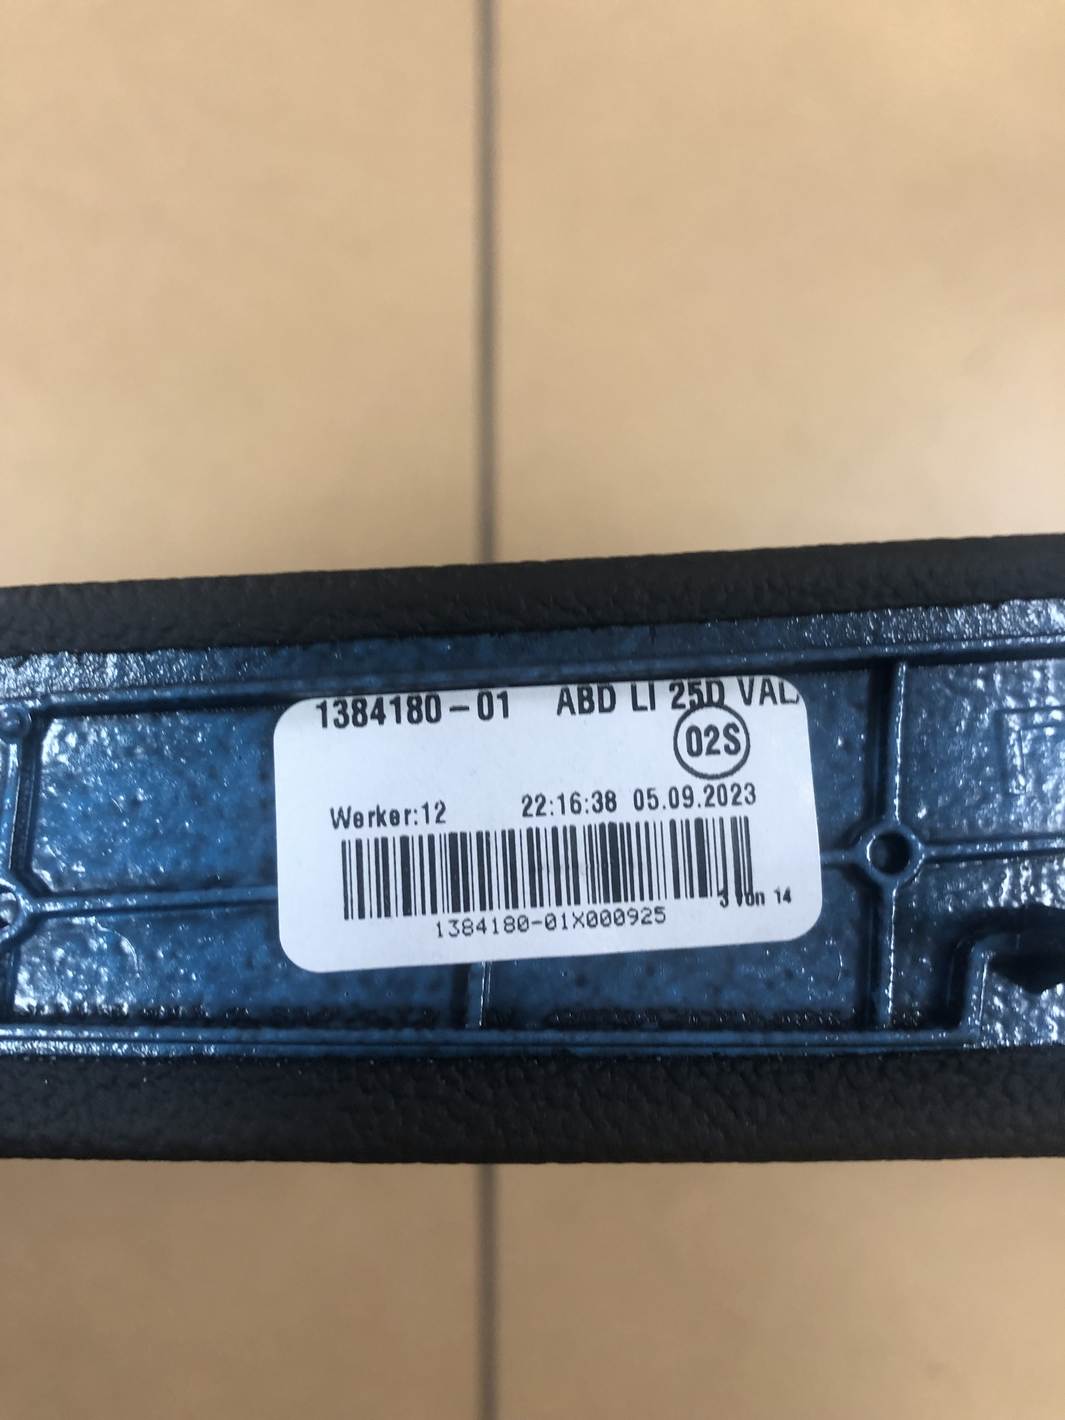 1384180-01 ABD LI 25D VAL
02S
Werker:12 22:16:38 05.09.2023
3 von 14
1384180-01X000925